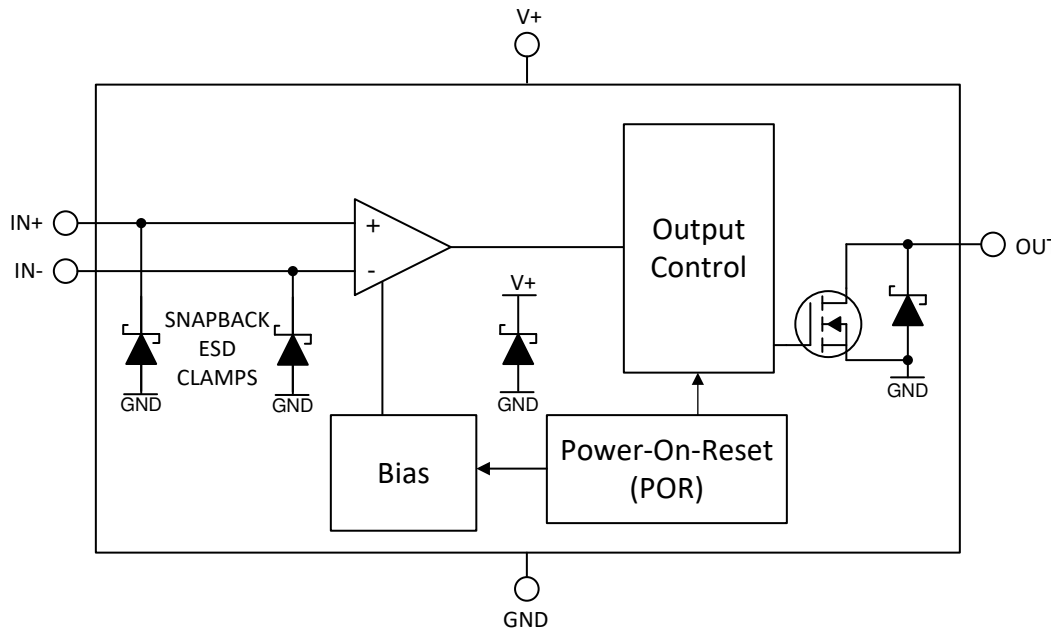 V+
IN+
IN-
+
-
Output
Control
OUT
V+
SNAPBACK
ESD
CLAMPS
GND
GND
GND
GND
Bias
Power-On-Reset
(POR)
GND